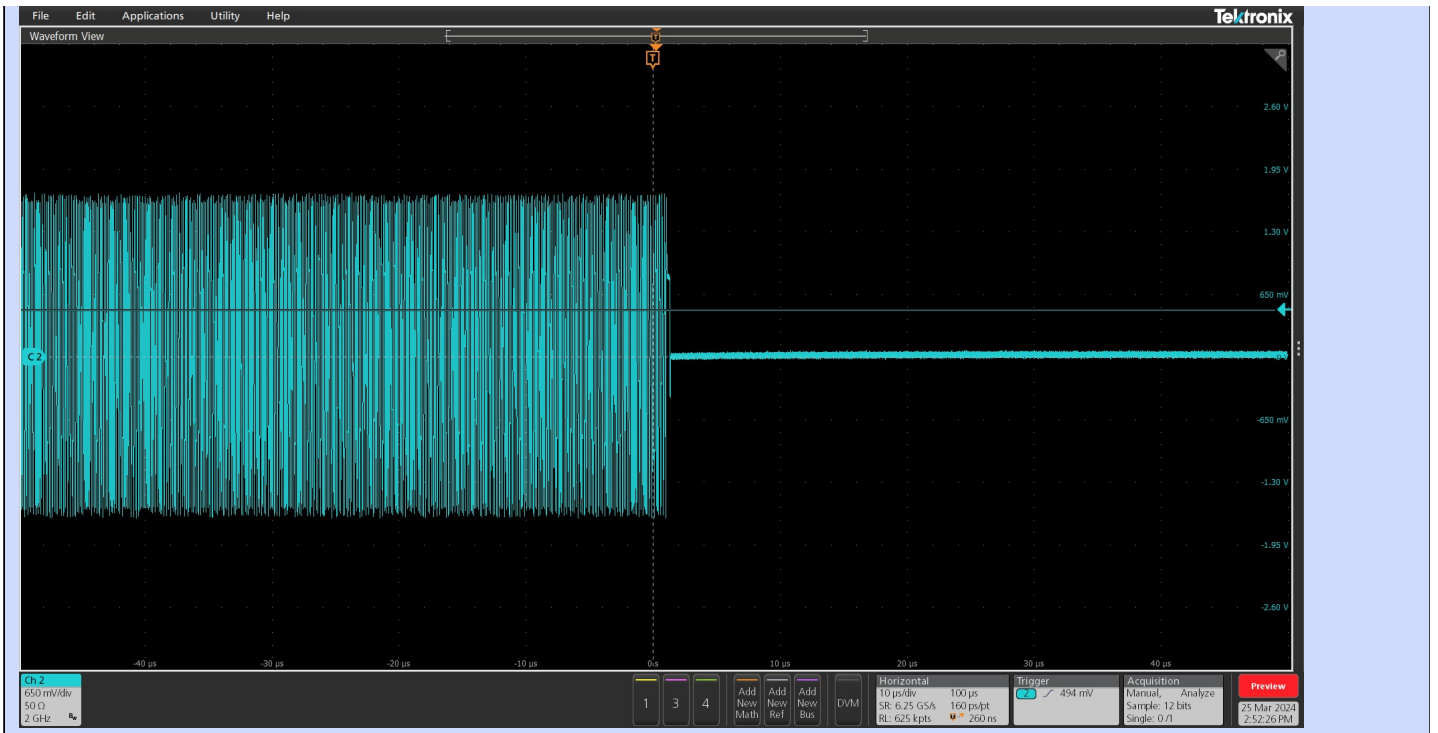 File Edit Applications Utility Help
Tektronix
Waveform View
T
T
2.60 V
1.95 V
1.30 V
650 mV
C 2
-650 mV
-1.30 V
-1.95 V
-2.60 V
-40 µs -30 µs -20 µs -10 µs 0s 10 µs 20 µs 30 µs 40 µs
Ch 2
650 mV/div
50 Ω
2 GHz Bw
1 3 4
Add New Math
Add New Ref
Add New Bus
DVM
Horizontal
10 µs/div 100 µs
SR: 6.25 GS/s 160 ps/pt
RL: 625 kpts 260 ns
Trigger
2 494 mV
Acquisition
Manual, Analyze
Sample: 12 bits
Single: 0 /1
Preview
25 Mar 2024
2:52:26 PM